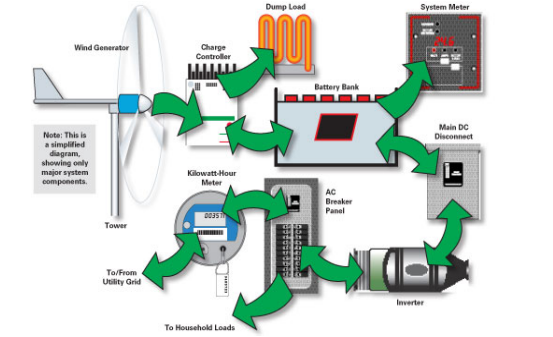 Dump Load
System Meter
Wind Generator
Charge
Controller
Battery Bank
Main DC
Disconnect
Note: This is
a simplified
diagram,
showing only
major system
components.
Kilowatt-Hour
Meter
AC
Breaker
Panel
Tower
To/From
Utility Grid
Inverter
To Household Loads